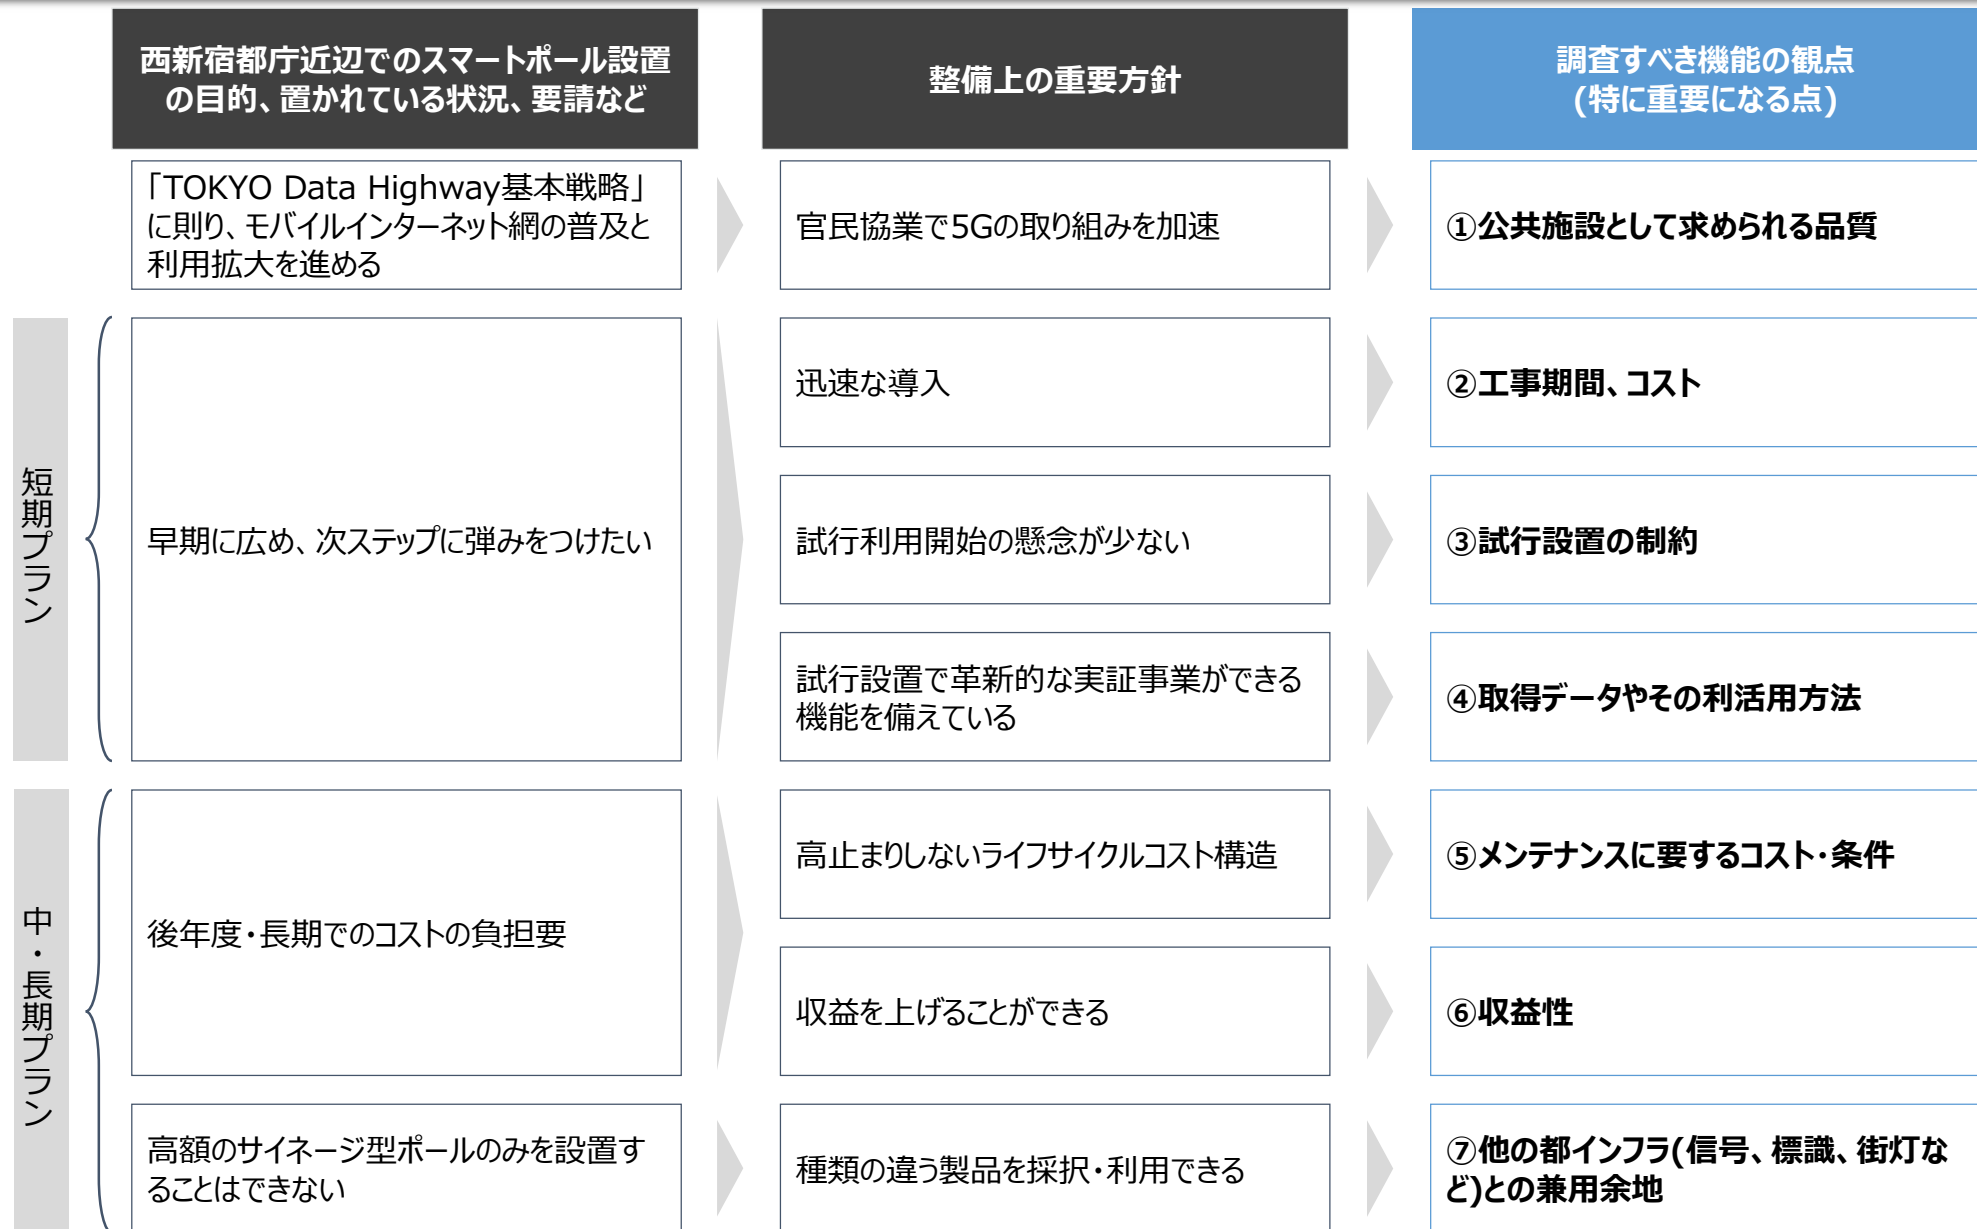 西新宿都庁近辺でのスマートポール設置
の目的、置かれている状況、要請など
整備上の重要方針
調査すべき機能の観点
(特に重要になる点)
「TOKYO Data Highway基本戦略」
に則り、モバイルインターネット網の普及と
利用拡大を進める
官民協業で5Gの取り組みを加速
①公共施設として求められる品質
短期プラン
早期に広め、次ステップに弾みをつけたい
迅速な導入
②工事期間、コスト
試行利用開始の懸念が少ない
③試行設置の制約
試行設置で革新的な実証事業ができる
機能を備えている
④取得データやその利活用方法
中・長期プラン
後年度・長期でのコストの負担要
高止まりしないライフサイクルコスト構造
⑤メンテナンスに要するコスト・条件
収益を上げることができる
⑥収益性
高額のサイネージ型ポールのみを設置す
ることはできない
種類の違う製品を採択・利用できる
⑦他の都インフラ(信号、標識、街灯な
ど)との兼用余地